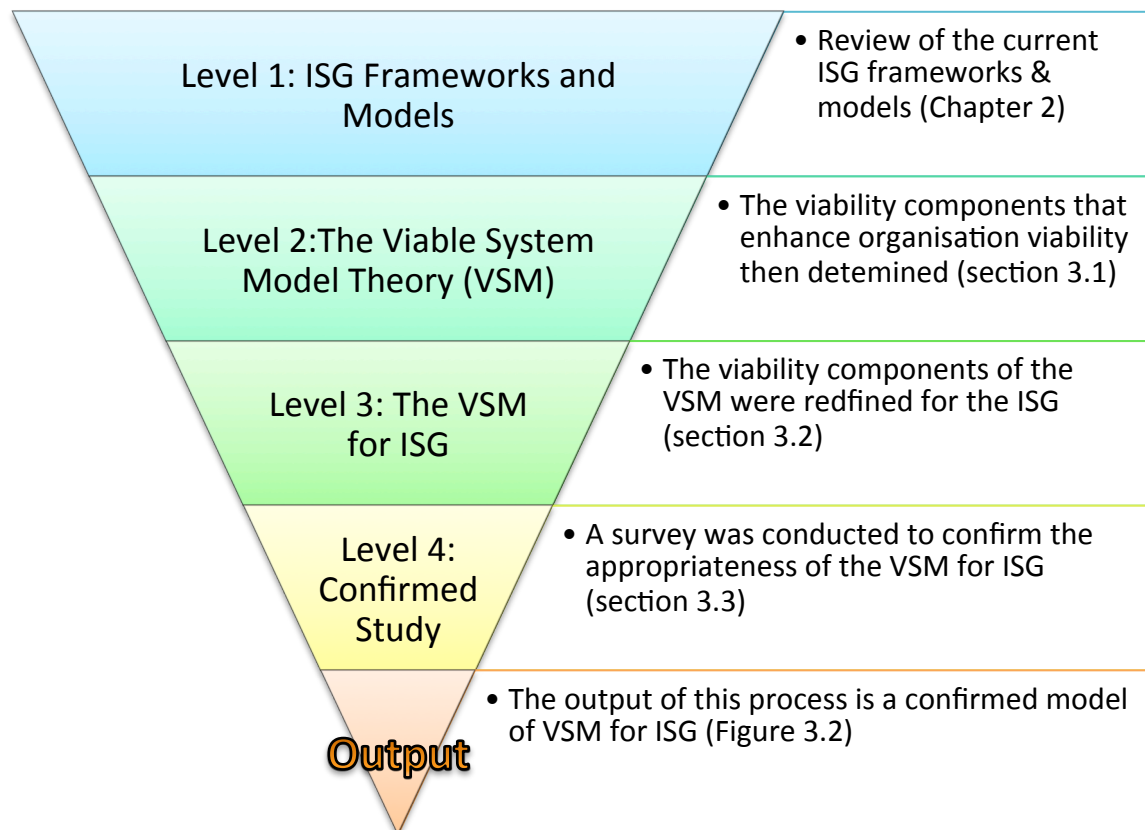 Level 1: ISG Frameworks and
Models
• Review of the current
ISG frameworks &
models (Chapter 2)
Level 2:The Viable System
Model Theory (VSM)
• The viability components that
enhance organisation viability
then detemined (section 3.1)
Level 3: The VSM
for ISG
• The viability components of the
VSM were redfined for the ISG
(section 3.2)
Level 4:
Confirmed
Study
• A survey was conducted to confirm the
appropriateness of the VSM for ISG
(section 3.3)
Output
• The output of this process is a confirmed model
of VSM for ISG (Figure 3.2)